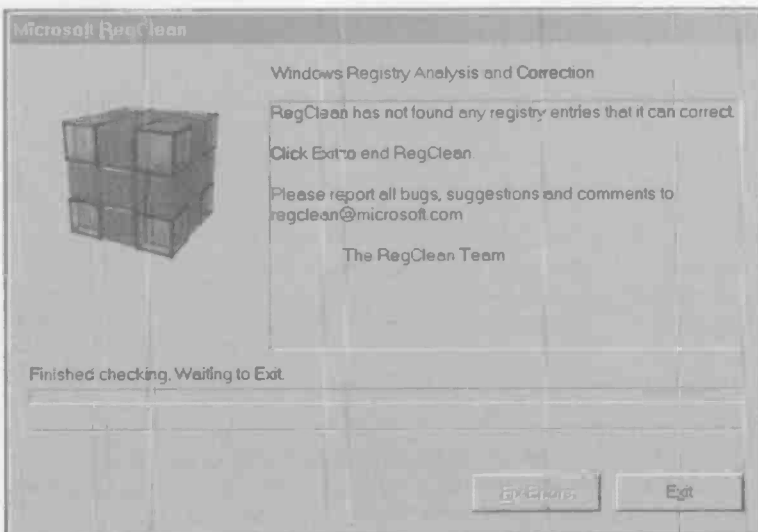 Microsoft RegClean
Windows Registry Analysis and Correction
RegClean has not found any registry entries that it can correct.
Click Exit to end RegClean.
Please report all bugs, suggestions and comments to
regclean@microsoft.com
The RegClean Team
Finished checking, Waiting to Exit.
Fix Errors
Exit